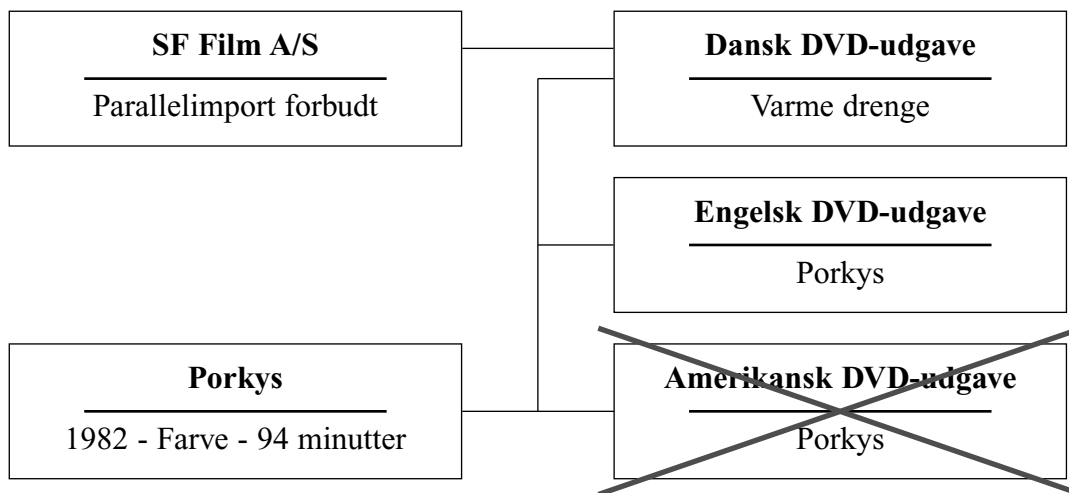 SF Film A/S
Parallelimport forbudt
Dansk DVD-udgave
Varme drenge
Engelsk DVD-udgave
Porkys
Porkys
1982 - Farve - 94 minutter
Amerikansk DVD-udgave
Porkys